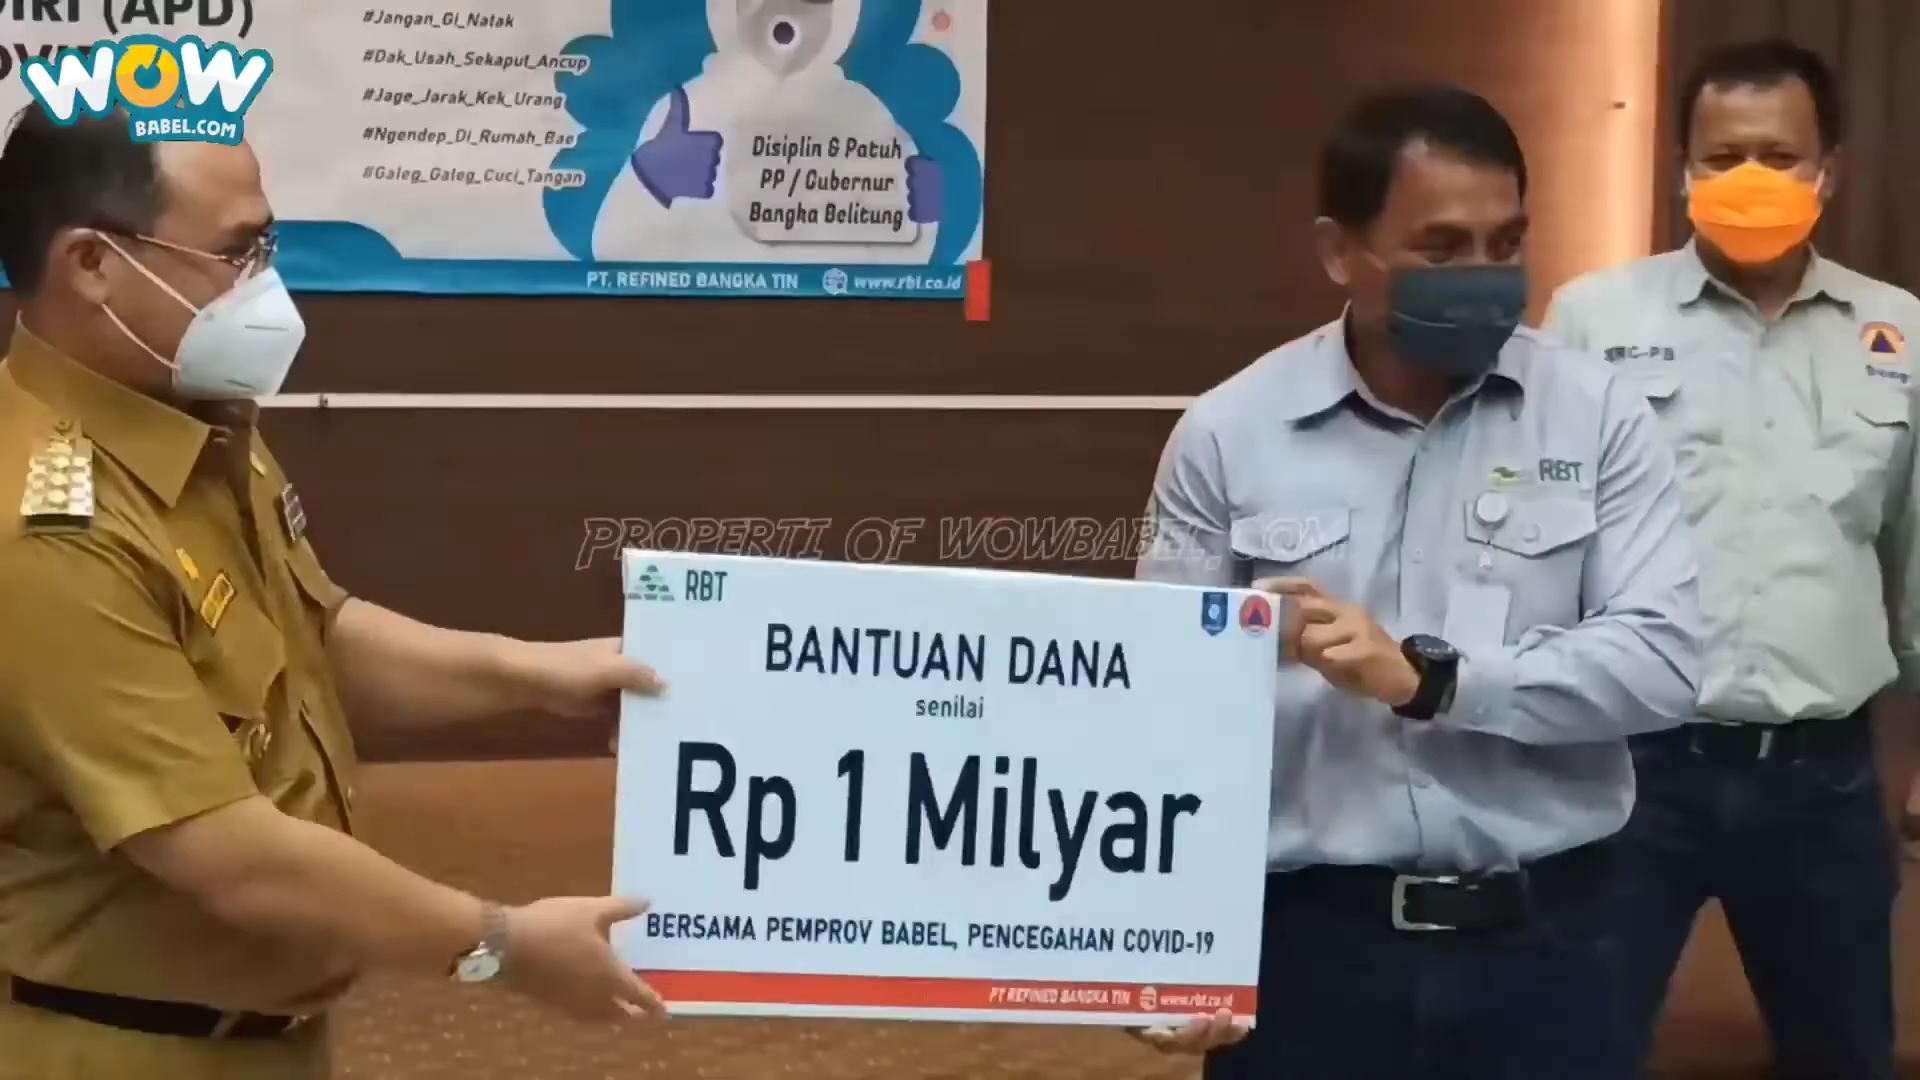 (APD)
WOW
BABEL.COM
#Jangan_Gi_Natak
#Dak_Usah_Sekaput_Ancup
#Jage_Jarak_Kek_Urang
#Ngendep_Di_Rumah_Bae
#Galeg_Galeg_Cuci_Tangan
Disiplin & Patuh
PP / Gubernur
Bangka Belitung
PT. REFINED BANGKA TIN www.rbt.co.id
RBT
PROPERTI OF WOWBABEL.COM
RBT
BANTUAN DANA
senilai
Rp 1 Milyar
BERSAMA PEMPROV BABEL, PENCEGAHAN COVID-19
PT REFINED BANGKA TIN www.rbt.co.id